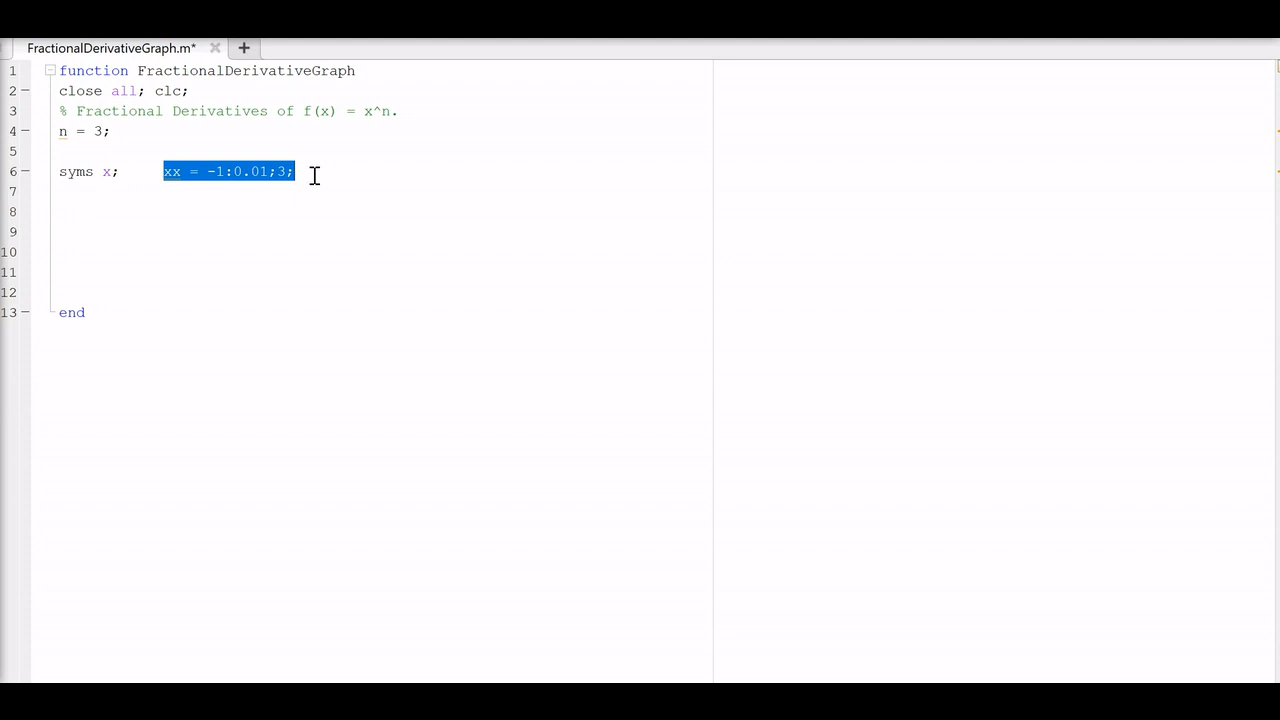 FractionalDerivativeGraph.m*
1 function FractionalDerivativeGraph
2 close all; clc;
3 % Fractional Derivatives of f(x) = x^n.
4 n = 3;
5
6 syms x; xx = -1:0.01;3;
7
8
9
10
11
12
13 end